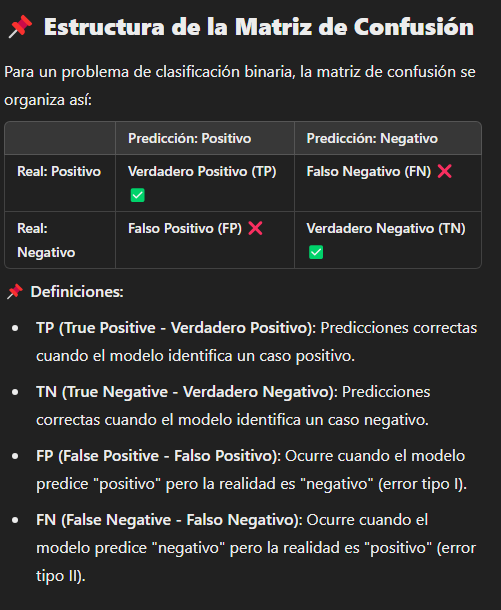 📌 Estructura de la Matriz de Confusión
Para un problema de clasificación binaria, la matriz de confusión se
organiza así:
Predicción: Positivo Predicción: Negativo
Real: Positivo Verdadero Positivo (TP) ✅ Falso Negativo (FN) ❌
Real: Negativo Falso Positivo (FP) ❌ Verdadero Negativo (TN) ✅
📌 Definiciones:
• TP (True Positive - Verdadero Positivo): Predicciones correctas
cuando el modelo identifica un caso positivo.
• TN (True Negative - Verdadero Negativo): Predicciones
correctas cuando el modelo identifica un caso negativo.
• FP (False Positive - Falso Positivo): Ocurre cuando el modelo
predice "positivo" pero la realidad es "negativo" (error tipo I).
• FN (False Negative - Falso Negativo): Ocurre cuando el
modelo predice "negativo" pero la realidad es "positivo" (error
tipo II).